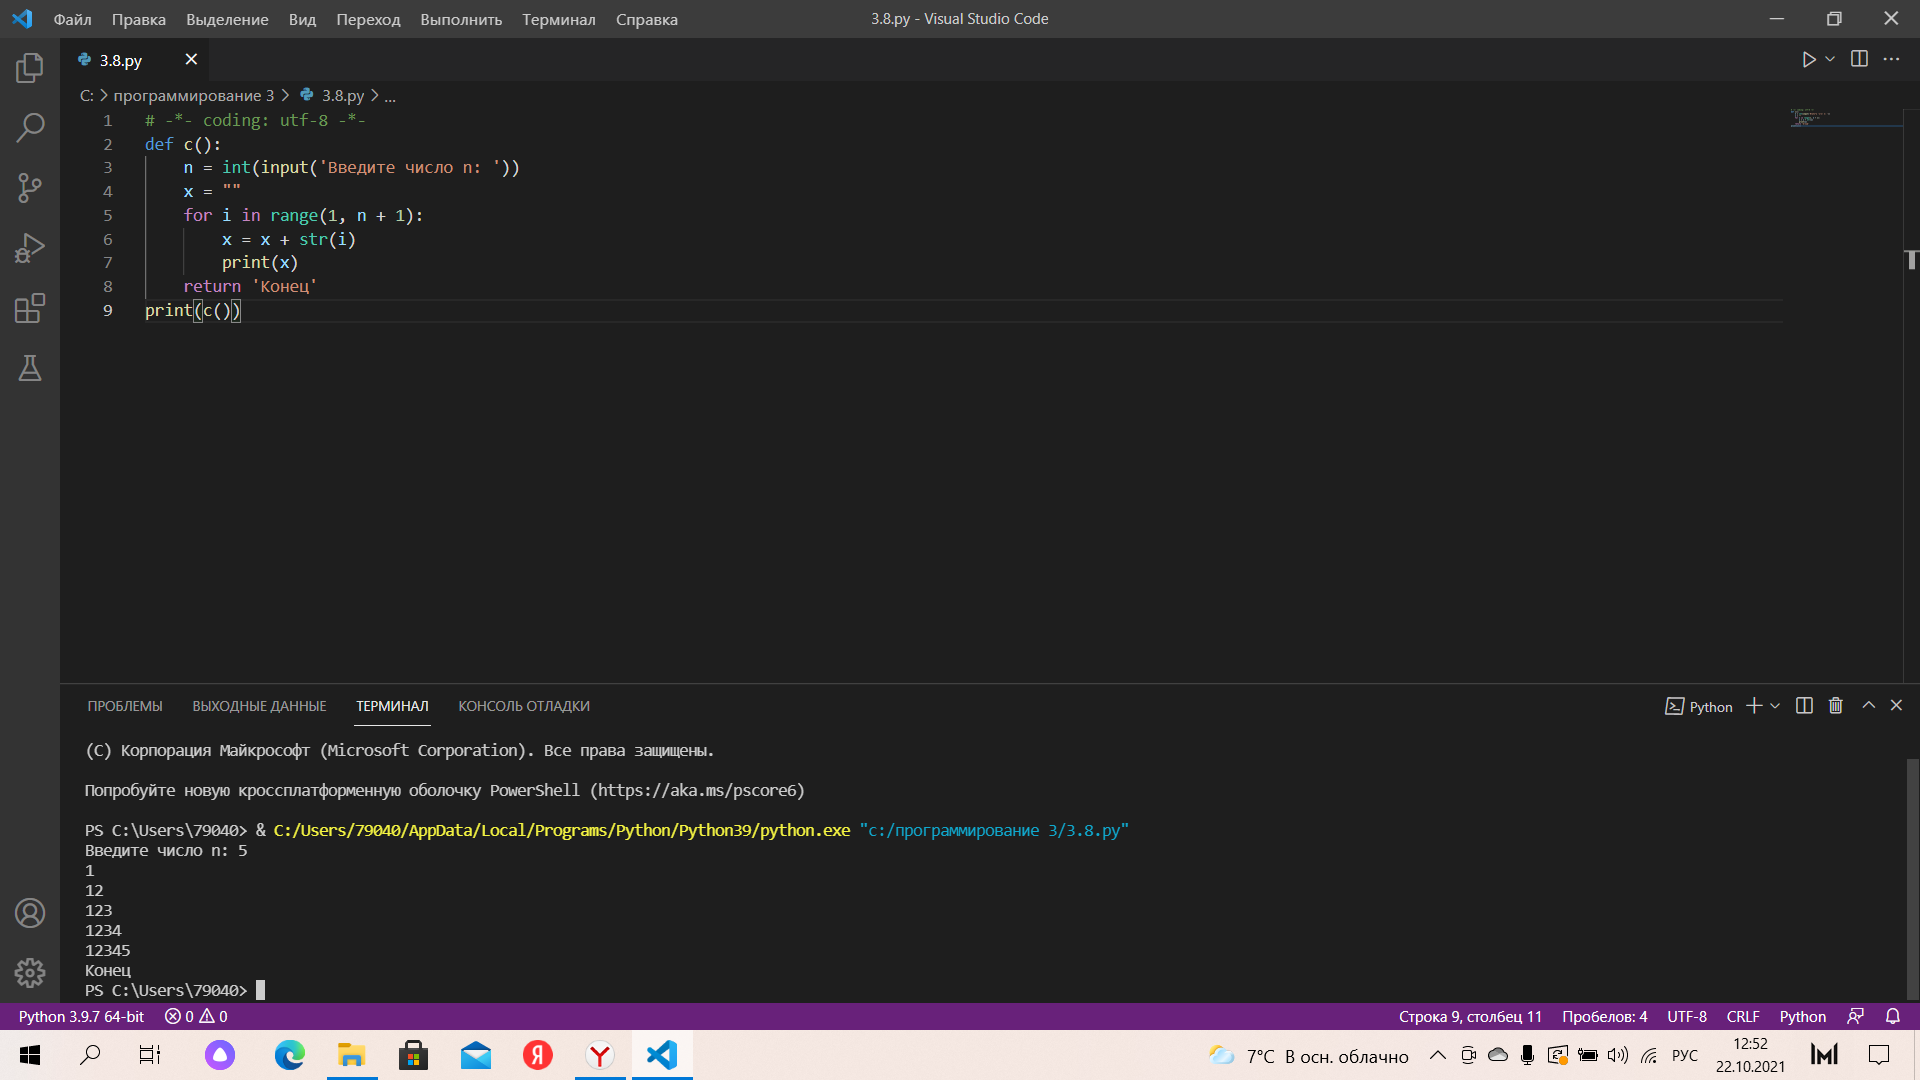 Файл Правка Выделение Вид Переход Выполнить Терминал Справка 3.8.py - Visual Studio Code
3.8.py
C: > программирование 3 > 3.8.py > ...
1 # -*- coding: utf-8 -*-
2 def c():
3 n = int(input('Введите число n: '))
4 x = ""
5 for i in range(1, n + 1):
6 x = x + str(i)
7 print(x)
8 return 'Конец'
9 print(c())
ПРОБЛЕМЫ ВЫХОДНЫЕ ДАННЫЕ ТЕРМИНАЛ КОНСОЛЬ ОТЛАДКИ Python
(C) Корпорация Майкрософт (Microsoft Corporation). Все права защищены.
Попробуйте новую кроссплатформенную оболочку PowerShell (https://aka.ms/pscore6)
PS C:\Users\79040> & C:/Users/79040/AppData/Local/Programs/Python/Python39/python.exe "c:/программирование 3/3.8.py"
Введите число n: 5
1
12
123
1234
12345
Конец
PS C:\Users\79040>
Python 3.9.7 64-bit 0 0 Строка 9, столбец 11 Пробелов: 4 UTF-8 CRLF Python
7°C В осн. облачно РУС 12:52
22.10.2021